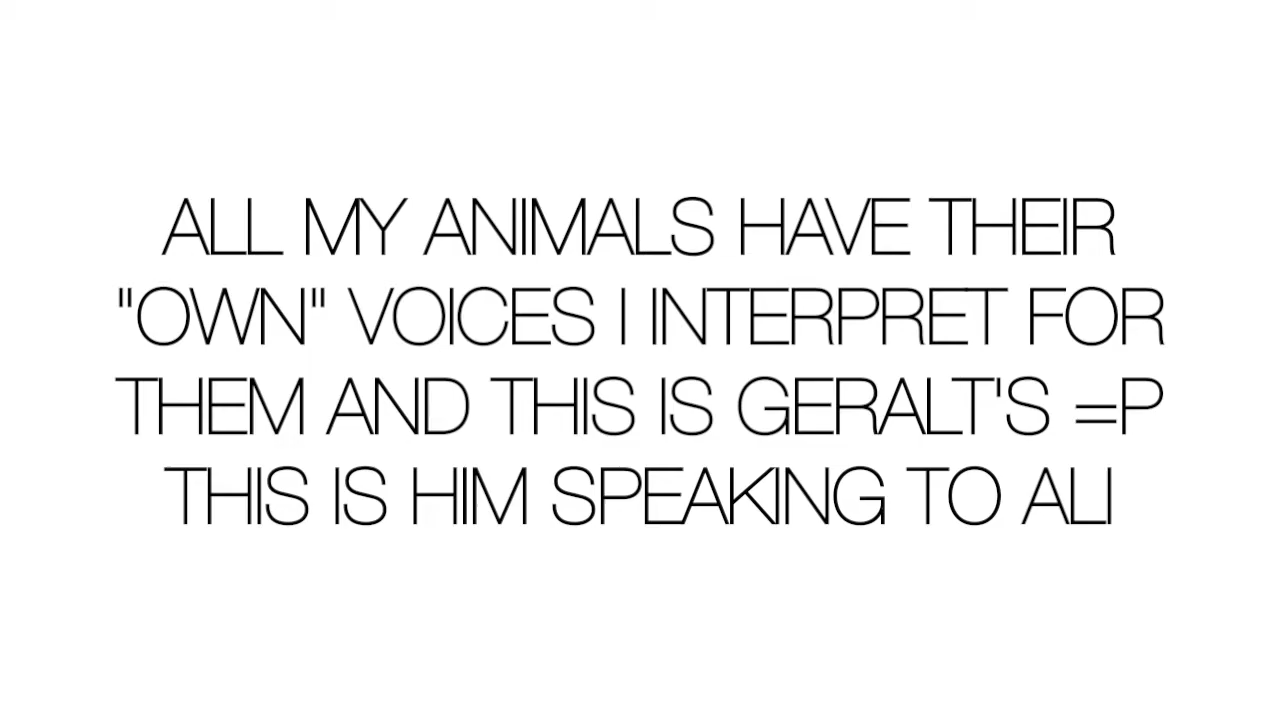 ALL MY ANIMALS HAVE THEIR
"OWN" VOICES I INTERPRET FOR
THEM AND THIS IS GERALT'S =P
THIS IS HIM SPEAKING TO ALI